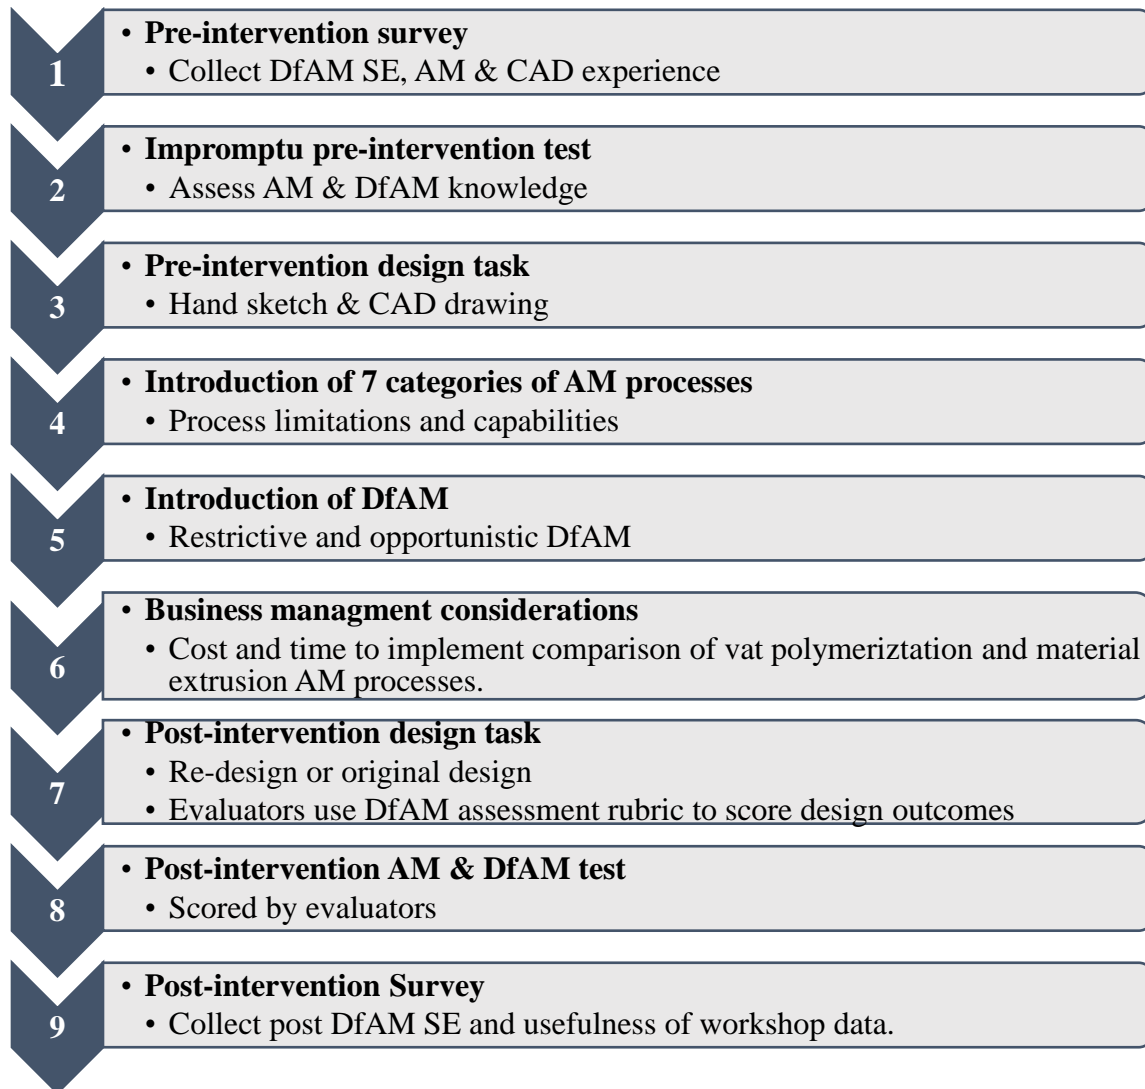 1
• Pre-intervention survey
• Collect DfAM SE, AM & CAD experience
2
• Impromptu pre-intervention test
• Assess AM & DfAM knowledge
3
• Pre-intervention design task
• Hand sketch & CAD drawing
4
• Introduction of 7 categories of AM processes
• Process limitations and capabilities
5
• Introduction of DfAM
• Restrictive and opportunistic DfAM
6
• Business managment considerations
• Cost and time to implement comparison of vat polymeriztation and material
extrusion AM processes.
7
• Post-intervention design task
• Re-design or original design
• Evaluators use DfAM assessment rubric to score design outcomes
8
• Post-intervention AM & DfAM test
• Scored by evaluators
9
• Post-intervention Survey
• Collect post DfAM SE and usefulness of workshop data.